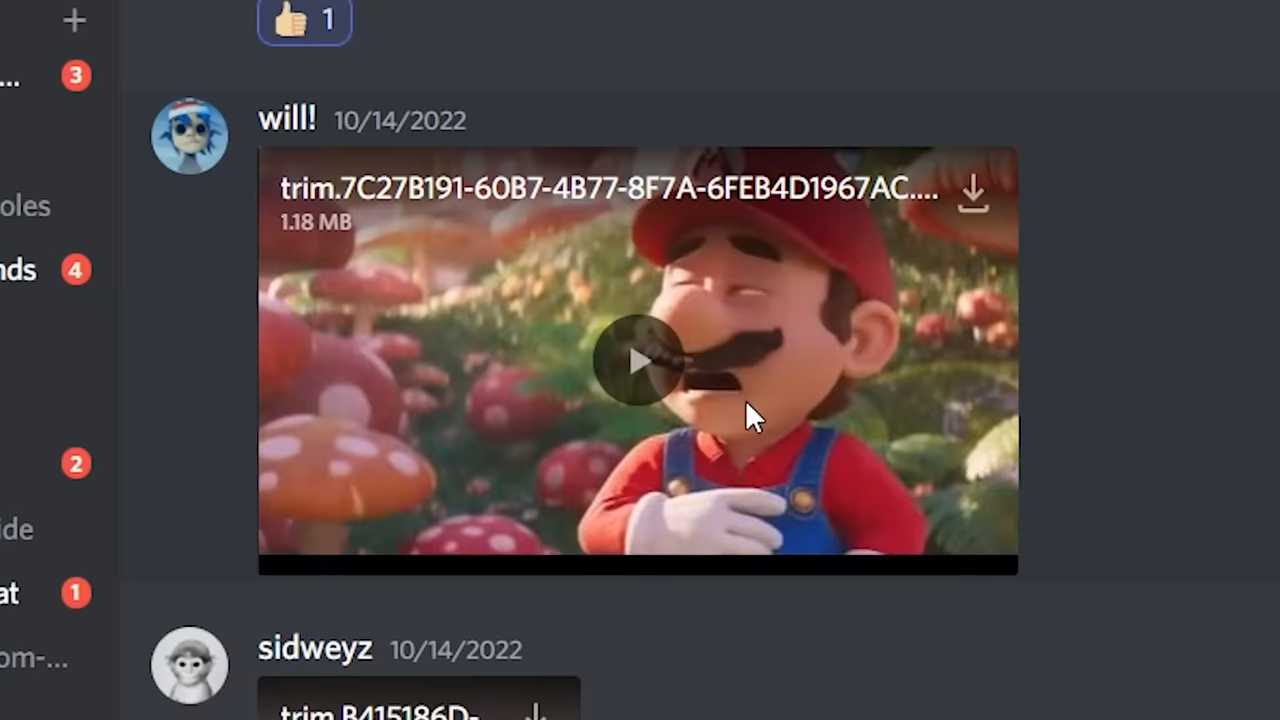 1
...
3
will! 10/14/2022
trim.7C27B191-60B7-4B77-8F7A-6FEB4D1967AC....
1.18 MB
oles
nds
4
2
ide
at
1
om-...
sidweyz 10/14/2022
trim.B415186D-